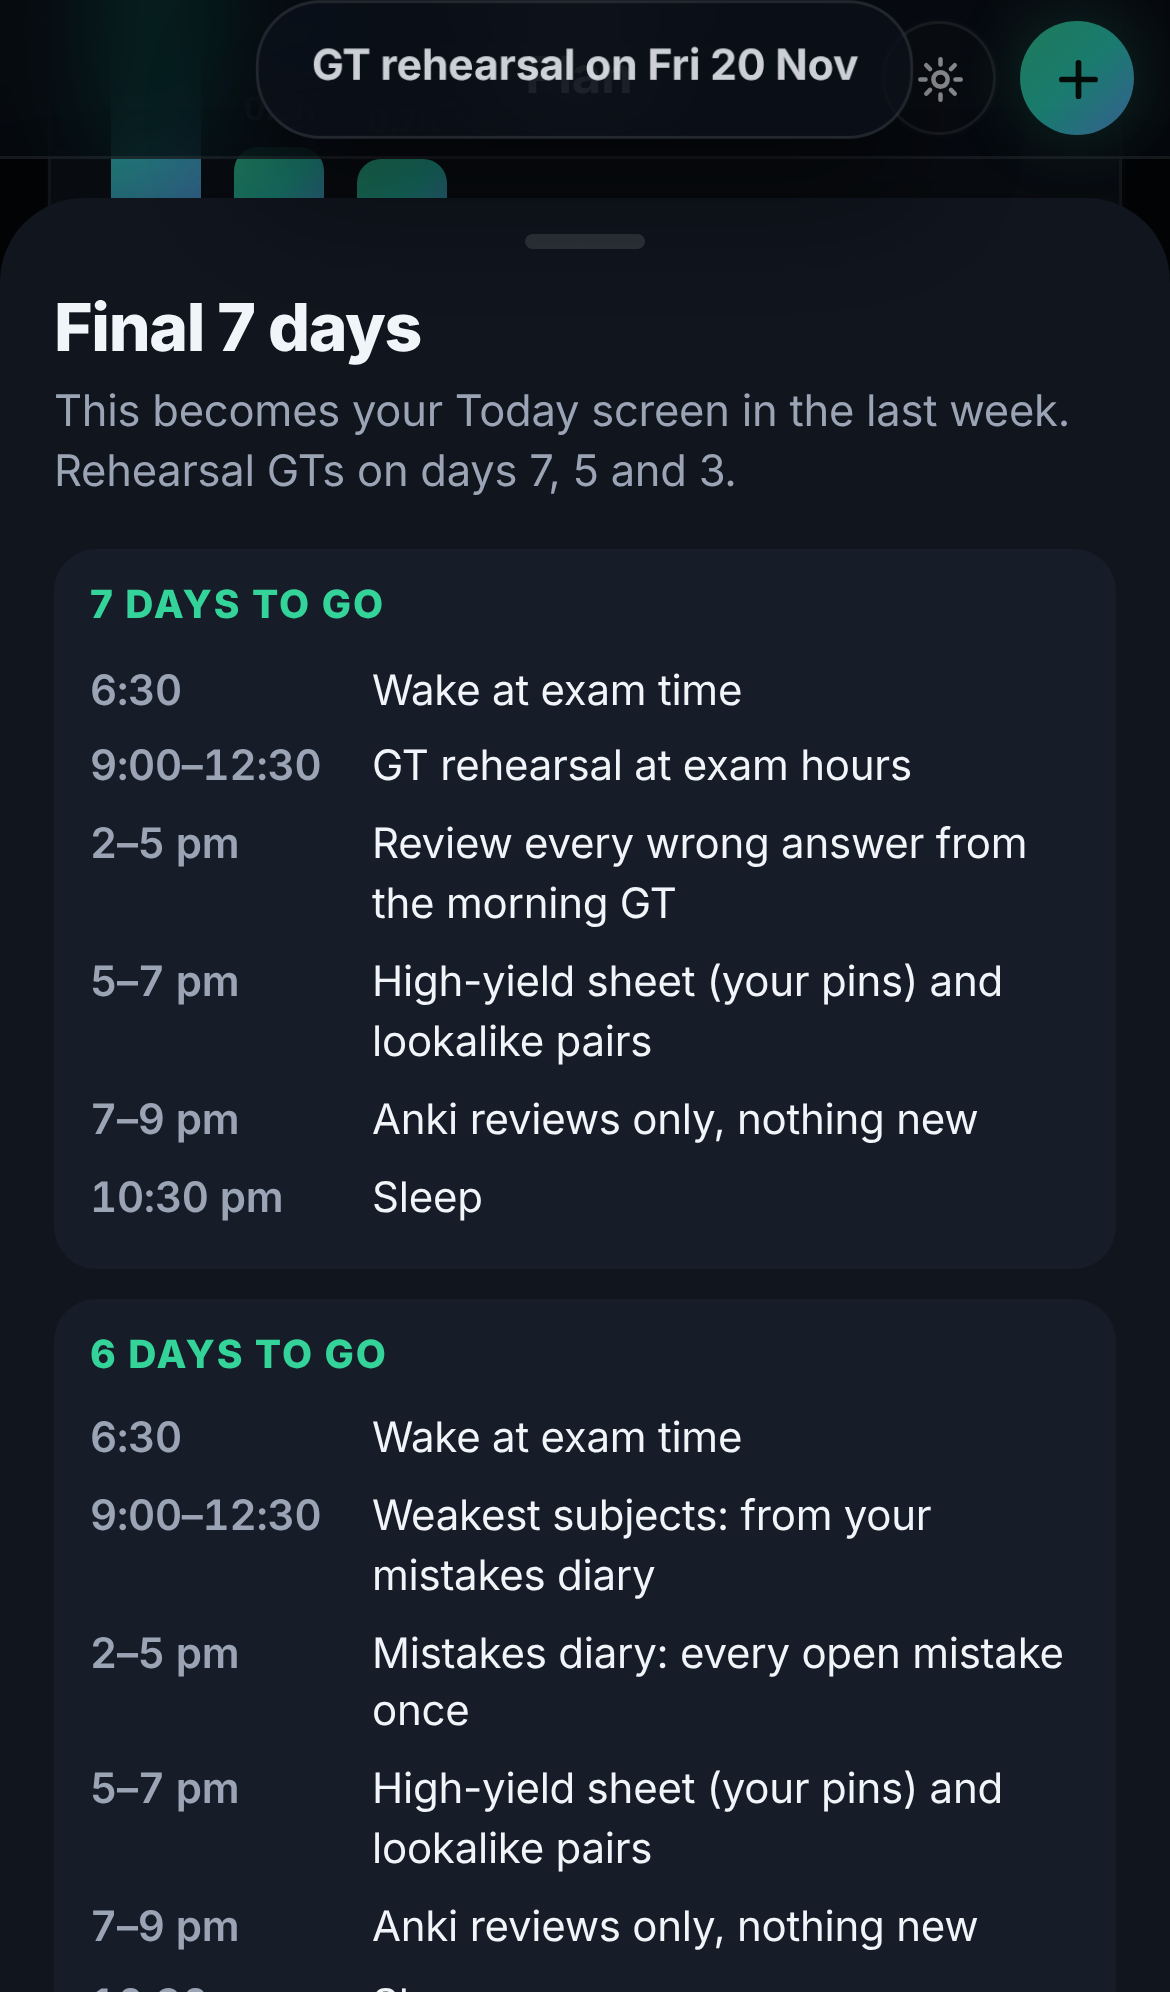 GT rehearsal on Fri 20 Nov
Final 7 days
This becomes your Today screen in the last week.
Rehearsal GTs on days 7, 5 and 3.
7 DAYS TO GO
6:30 Wake at exam time
9:00–12:30 GT rehearsal at exam hours
2–5 pm Review every wrong answer from
the morning GT
5–7 pm High-yield sheet (your pins) and
lookalike pairs
7–9 pm Anki reviews only, nothing new
10:30 pm Sleep
6 DAYS TO GO
6:30 Wake at exam time
9:00–12:30 Weakest subjects: from your
mistakes diary
2–5 pm Mistakes diary: every open mistake
once
5–7 pm High-yield sheet (your pins) and
lookalike pairs
7–9 pm Anki reviews only, nothing new